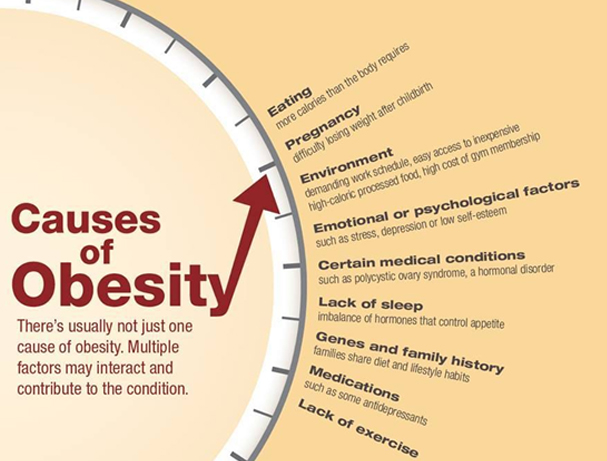 Causes
of
Obesity
There's usually not just one
cause of obesity. Multiple
factors may interact and
contribute to the condition.
Eating
more calories than the body requires
Pregnancy
difficulty losing weight after childbirth
Environment
demanding work schedule, easy access to inexpensive
high-caloric processed food, high cost of gym membership
Emotional or psychological factors
such as stress, depression or low self-esteem
Certain medical conditions
such as polycystic ovary syndrome, a hormonal disorder
Lack of sleep
imbalance of hormones that control appetite
Genes and family history
families share diet and lifestyle habits
Medications
such as some antidepressants
Lack of exercise